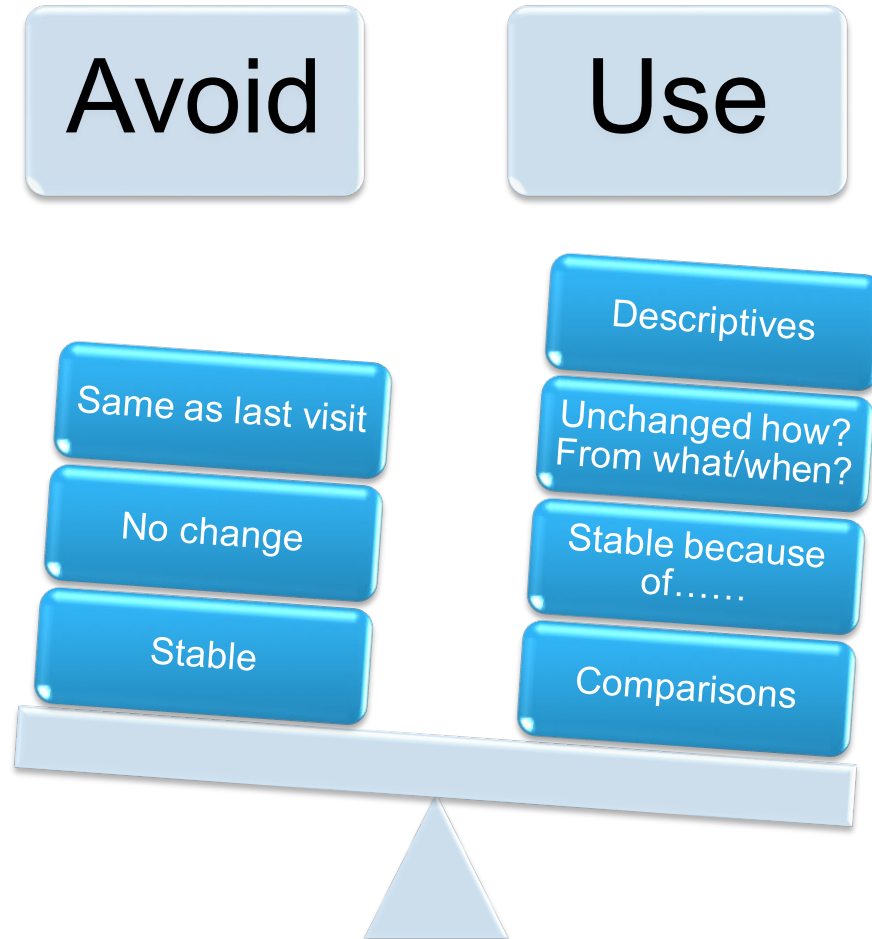 Avoid
Use
Same as last visit
No change
Stable
Descriptives
Unchanged how?
From what/when?
Stable because
of......
Comparisons